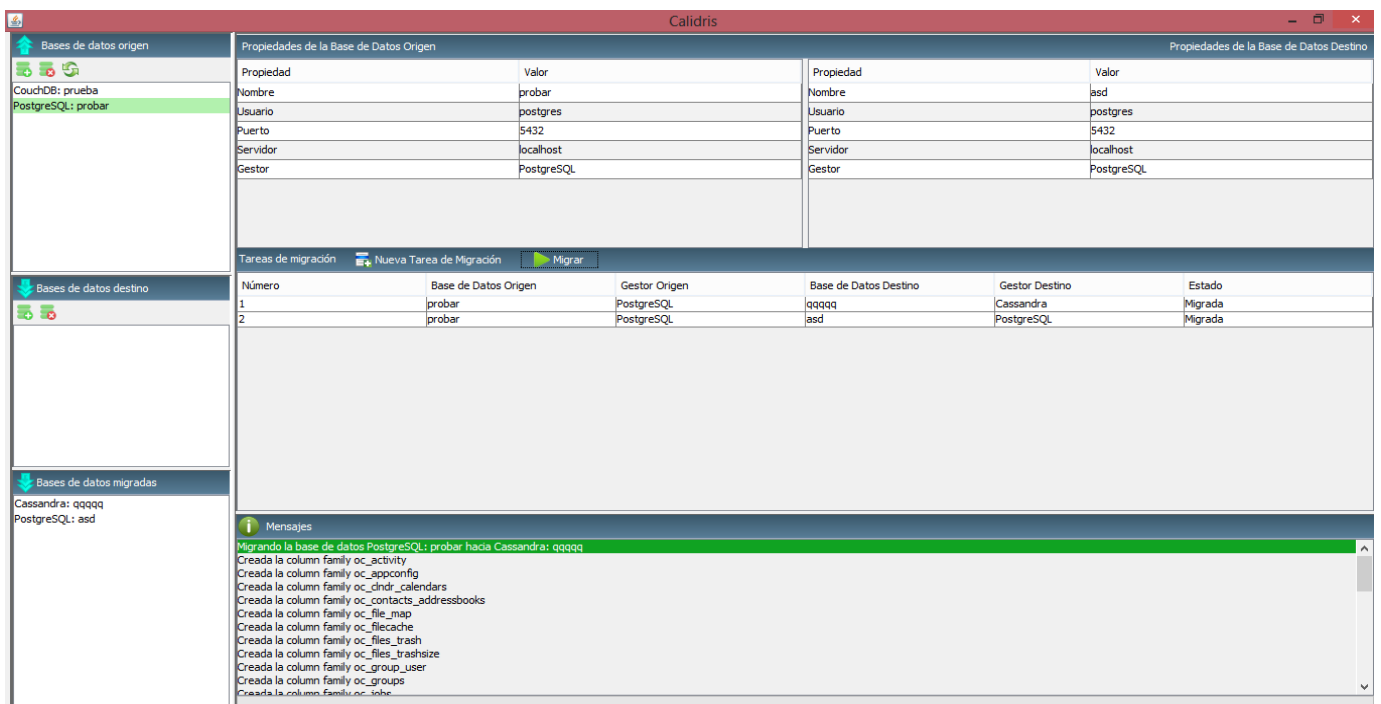 Calidris
Bases de datos origen
CouchDB: prueba
PostgreSQL: probar
Bases de datos destino
Bases de datos migradas
Cassandra: qqqqq
PostgreSQL: asd
Propiedades de la Base de Datos Origen
Propiedades de la Base de Datos Destino
Propiedad Valor
Nombre probar
Usuario postgres
Puerto 5432
Servidor localhost
Gestor PostgreSQL
Propiedad Valor
Nombre asd
Usuario postgres
Puerto 5432
Servidor localhost
Gestor PostgreSQL
Tareas de migración Nueva Tarea de Migración Migrar
Número Base de Datos Origen Gestor Origen Base de Datos Destino Gestor Destino Estado
1 probar PostgreSQL qqqqq Cassandra Migrada
2 probar PostgreSQL asd PostgreSQL Migrada
Mensajes
Migrando la base de datos PostgreSQL: probar hacia Cassandra: qqqqq
Creada la column family oc_activity
Creada la column family oc_appconfig
Creada la column family oc_clndr_calendars
Creada la column family oc_contacts_addressbooks
Creada la column family oc_file_map
Creada la column family oc_filecache
Creada la column family oc_files_trash
Creada la column family oc_files_trashsize
Creada la column family oc_group_user
Creada la column family oc_groups
Creada la column family oc_jobs